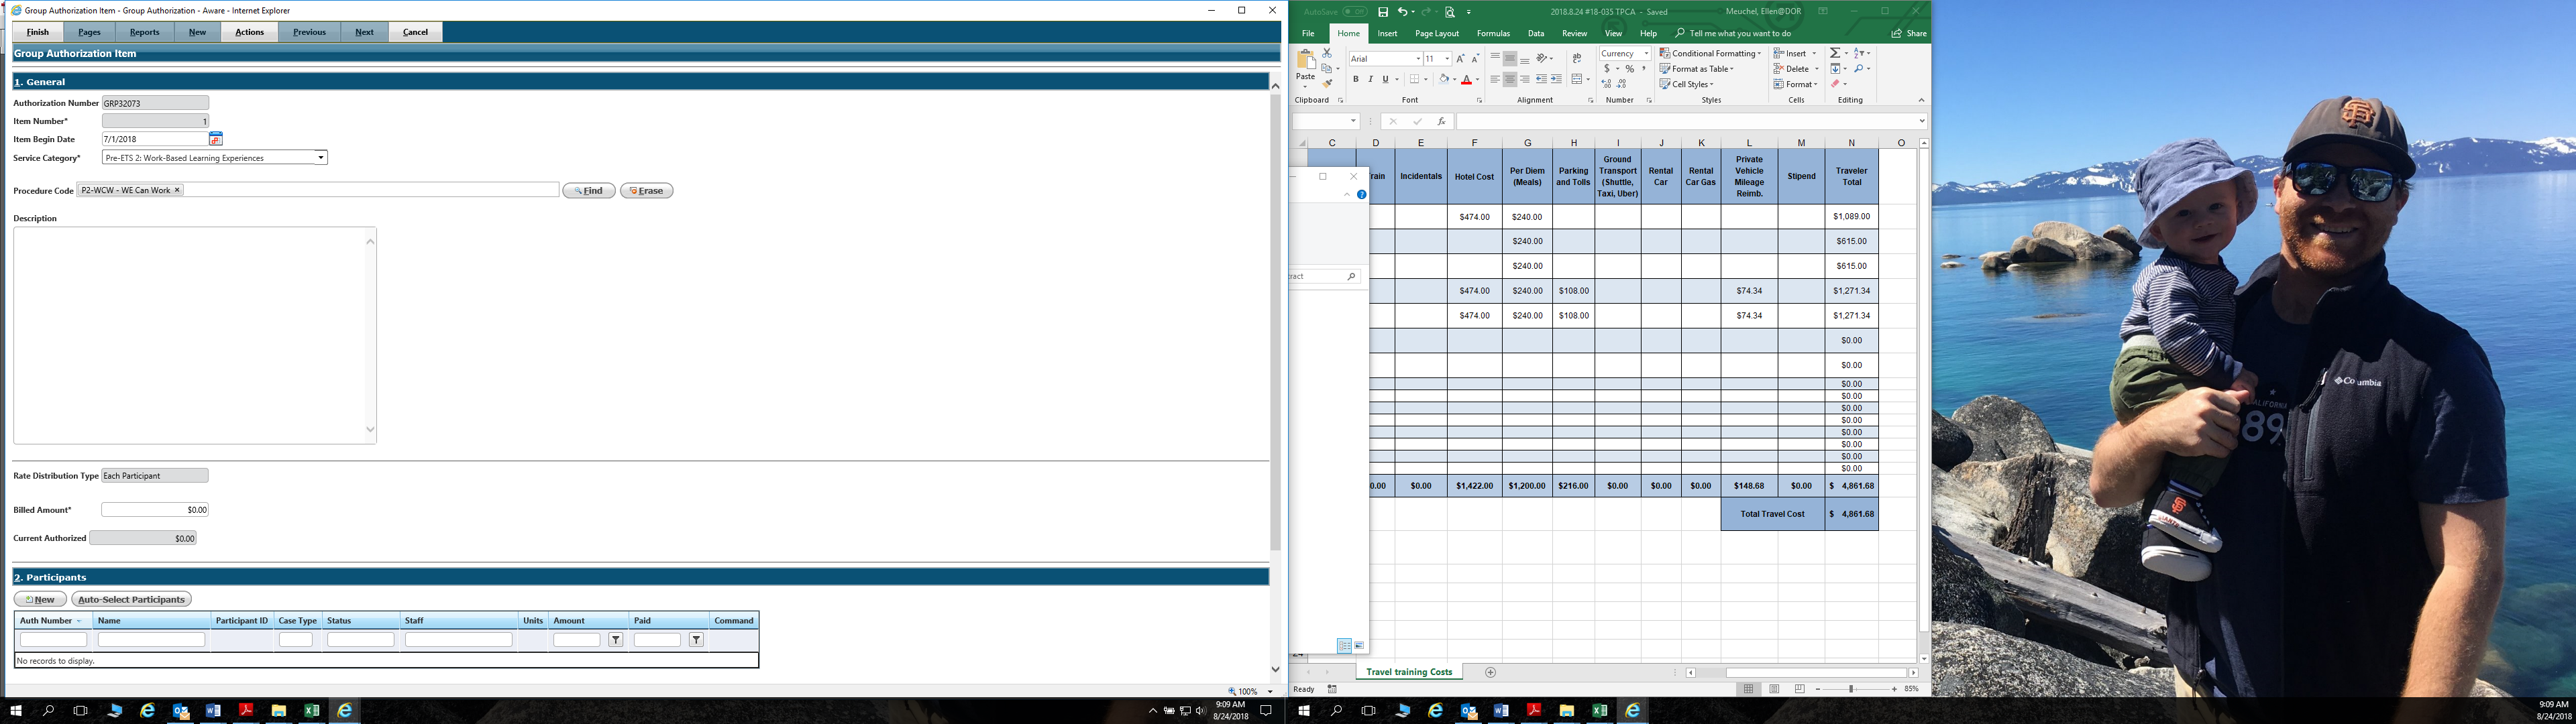 Group Authorization Item - Group Authorization - Aware - Internet Explorer
Finish Pages Reports New Actions Previous Next Cancel
Group Authorization Item
1. General
Authorization Number GRP32073
Item Number* 1
Item Begin Date 7/1/2018
Service Category* Pre-ETS 2: Work-Based Learning Experiences
Procedure Code P2-WCW - WE Can Work × Find Erase
Description
Rate Distribution Type Each Participant
Billed Amount* $0.00
Current Authorized $0.00
2. Participants
New Auto-Select Participants
Auth Number Name Participant ID Case Type Status Staff Units Amount Paid Command
No records to display.
100%
9:09 AM
8/24/2018
AutoSave Off 2018.8.24 #18-035 TPCA - Saved Meuchel, Ellen@DOR
File Home Insert Page Layout Formulas Data Review View Help Tell me what you want to do Share
Paste
Arial 11
B I U
Currency
$ % ,
Conditional Formatting
Format as Table
Cell Styles
Insert
Delete
Format
Clipboard Font Alignment Number Styles Cells Editing
fx
C D E F G H I J K L M N O
rain Incidentals Hotel Cost Per Diem (Meals) Parking and Tolls Ground Transport (Shuttle, Taxi, Uber) Rental Car Rental Car Gas Private Vehicle Mileage Reimb. Stipend Traveler Total
$474.00 $240.00 $1,089.00
$240.00 $615.00
$240.00 $615.00
$474.00 $240.00 $108.00 $74.34 $1,271.34
$474.00 $240.00 $108.00 $74.34 $1,271.34
$0.00
$0.00
$0.00
$0.00
$0.00
$0.00
$0.00
$0.00
$0.00
$0.00
0.00 $0.00 $1,422.00 $1,200.00 $216.00 $0.00 $0.00 $0.00 $148.68 $0.00 $ 4,861.68
Total Travel Cost $ 4,861.68
ract
24
Travel training Costs
Ready
85%
SF
Columbia
CALIFORNIA
89
SF
9:09 AM
8/24/2018